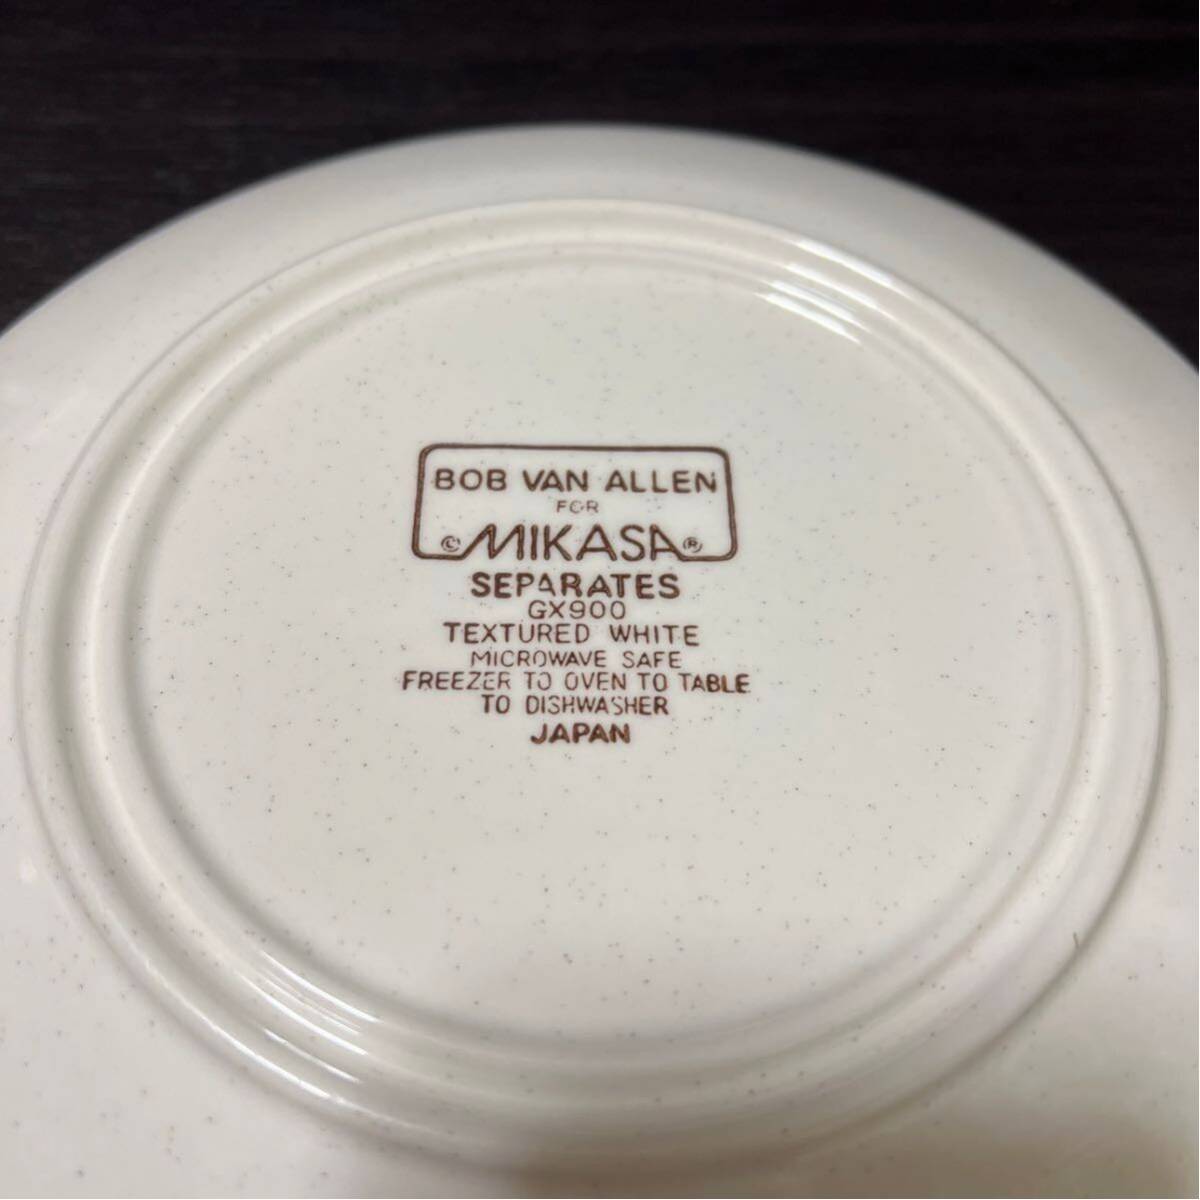 BOB VAN ALLEN
FOR
© MIKASA ®
SEPARATES
GX900
TEXTURED WHITE
MICROWAVE SAFE
FREEZER TO OVEN TO TABLE
TO DISHWASHER
JAPAN